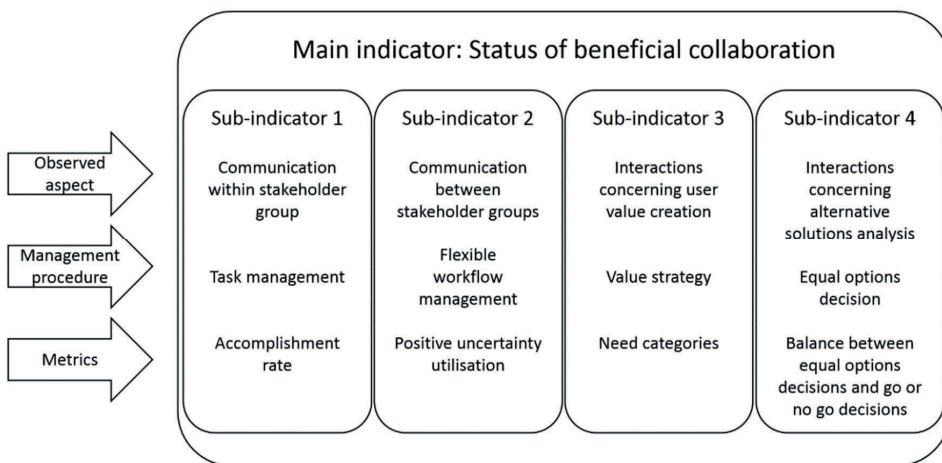 Main indicator: Status of beneficial collaboration
Sub-indicator 1
Sub-indicator 2
Sub-indicator 3
Sub-indicator 4
Observed
aspect
Communication
within stakeholder
group
Communication
between
stakeholder groups
Interactions
concerning user
value creation
Interactions
concerning
alternative
solutions analysis
Management
procedure
Task management
Flexible
workflow
management
Value strategy
Equal options
decision
Metrics
Accomplishment
rate
Positive uncertainty
utilisation
Need categories
Balance between
equal options
decisions and go or
no go decisions